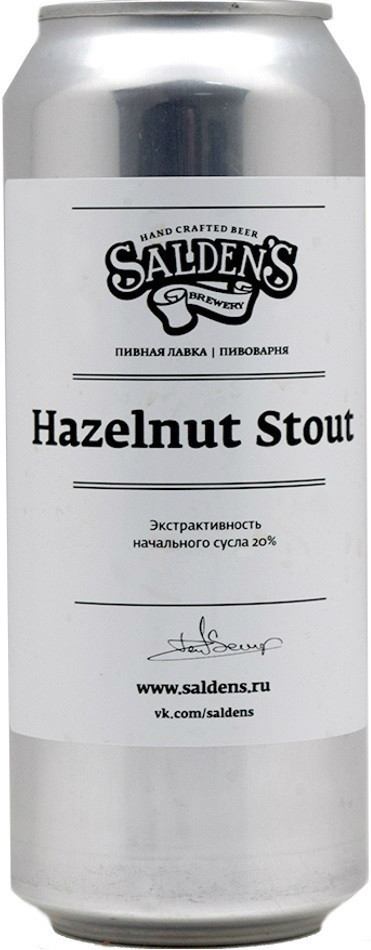 HAND CRAFTED BEER
SALDEN'S
BREWERY
ПИВНАЯ ЛАВКА | ПИВОВАРНЯ
Hazelnut Stout
Экстрактивность
начального сусла 20%
www.saldens.ru
vk.com/saldens